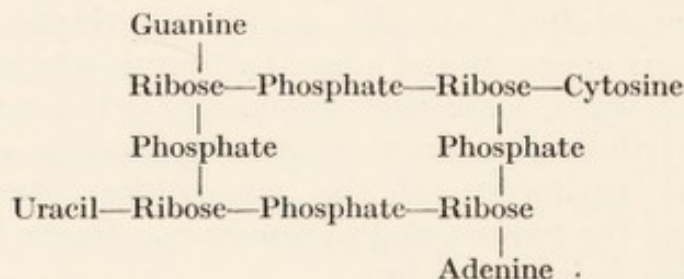 Guanine
Ribose—Phosphate—Ribose—Cytosine
Phosphate Phosphate
Uracil—Ribose—Phosphate—Ribose
Adenine .